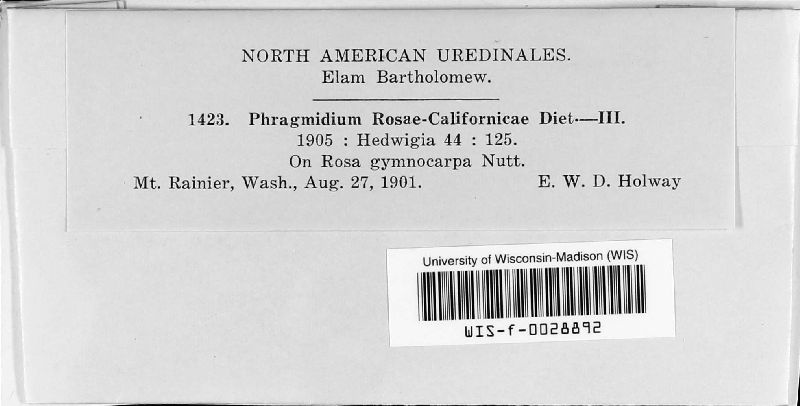 NORTH AMERICAN UREDINALES.
Elam Bartholomew.
1423. Phragmidium Rosae-Californicae Diet.—III.
1905 : Hedwigia 44 : 125.
On Rosa gymnocarpa Nutt.
Mt. Rainier, Wash., Aug. 27, 1901. E. W. D. Holway
University of Wisconsin-Madison (WIS)
WIS-f-0028892